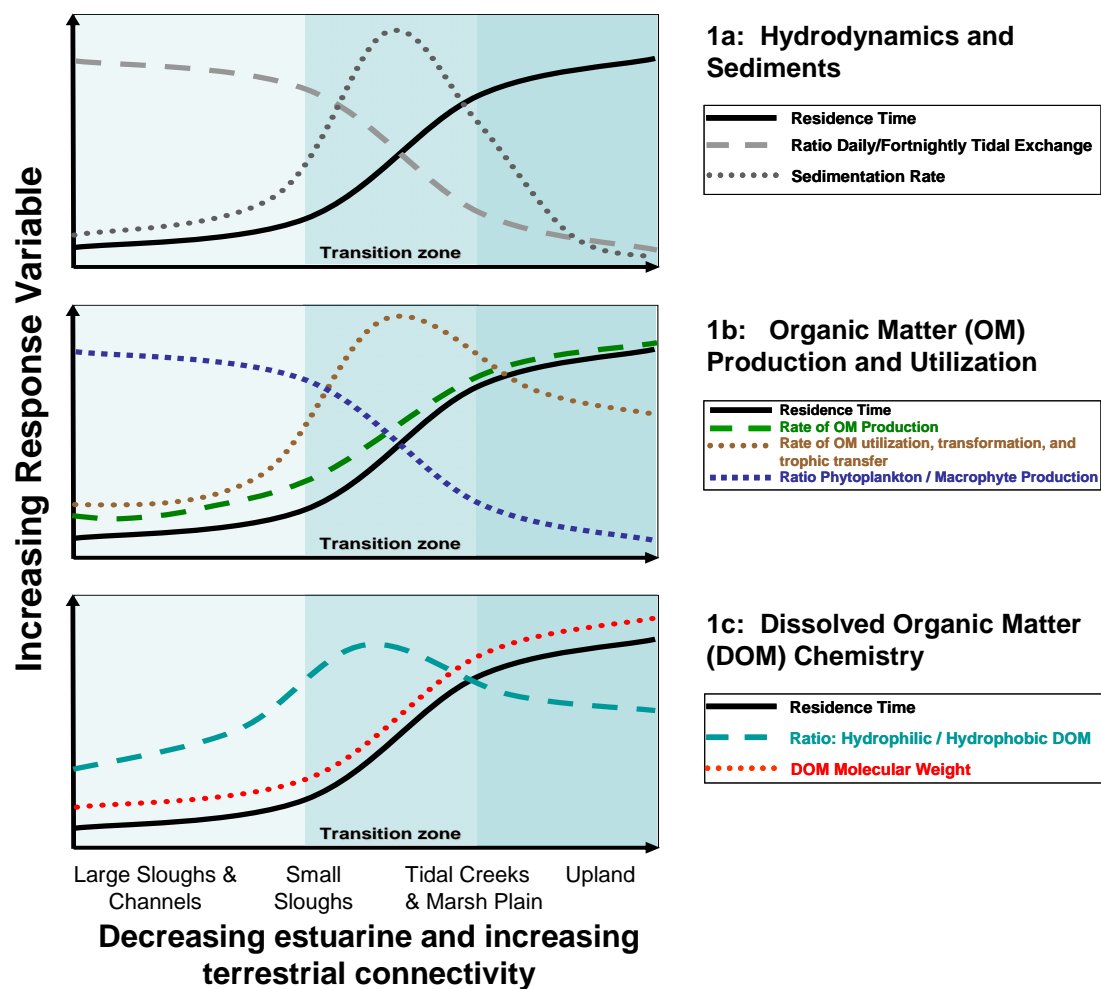 Increasing Response Variable
Transition zone
1a: Hydrodynamics and
Sediments
Residence Time
Ratio Daily/Fortnightly Tidal Exchange
Sedimentation Rate
Transition zone
1b: Organic Matter (OM)
Production and Utilization
Residence Time
Rate of OM Production
Rate of OM utilization, transformation, and
trophic transfer
Ratio Phytoplankton / Macrophyte Production
Transition zone
1c: Dissolved Organic Matter
(DOM) Chemistry
Residence Time
Ratio: Hydrophilic / Hydrophobic DOM
DOM Molecular Weight
Large Sloughs &
Channels
Small
Sloughs
Tidal Creeks
& Marsh Plain
Upland
Decreasing estuarine and increasing
terrestrial connectivity